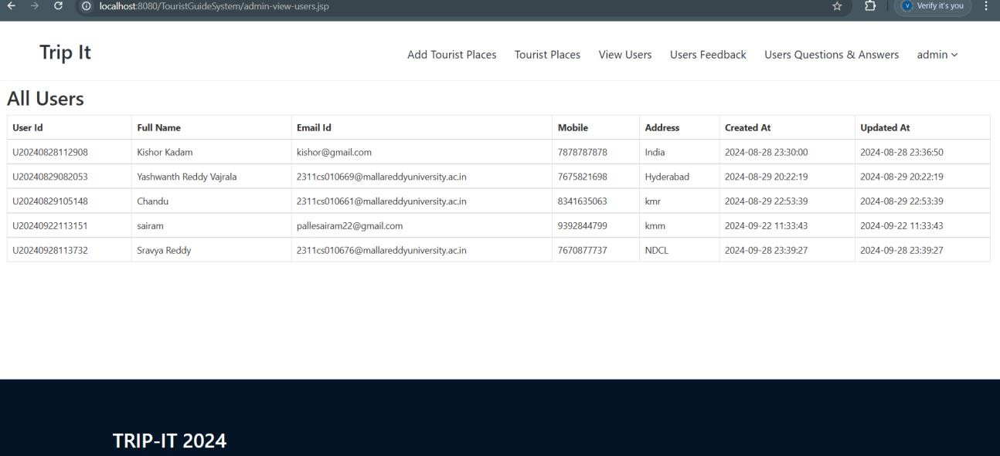 localhost:8080/TouristGuideSystem/admin-view-users.jsp V Verify it's you
Trip It Add Tourist Places Tourist Places View Users Users Feedback Users Questions & Answers admin
All Users
User Id Full Name Email Id Mobile Address Created At Updated At
U20240828112908 Kishor Kadam kishor@gmail.com 7878787878 India 2024-08-28 23:30:00 2024-08-28 23:36:50
U20240829082053 Yashwanth Reddy Vajrala 2311cs010669@mallareddyuniversity.ac.in 7675821698 Hyderabad 2024-08-29 20:22:19 2024-08-29 20:22:19
U20240829105148 Chandu 2311cs010661@mallareddyuniversity.ac.in 8341635063 kmr 2024-08-29 22:53:39 2024-08-29 22:53:39
U20240922113151 sairam pallesairam22@gmail.com 9392844799 kmm 2024-09-22 11:33:43 2024-09-22 11:33:43
U20240928113732 Sravya Reddy 2311cs010676@mallareddyuniversity.ac.in 7670877737 NDCL 2024-09-28 23:39:27 2024-09-28 23:39:27
TRIP-IT 2024